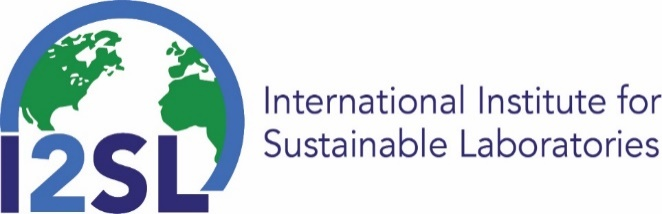 I2SL
International Institute for
Sustainable Laboratories